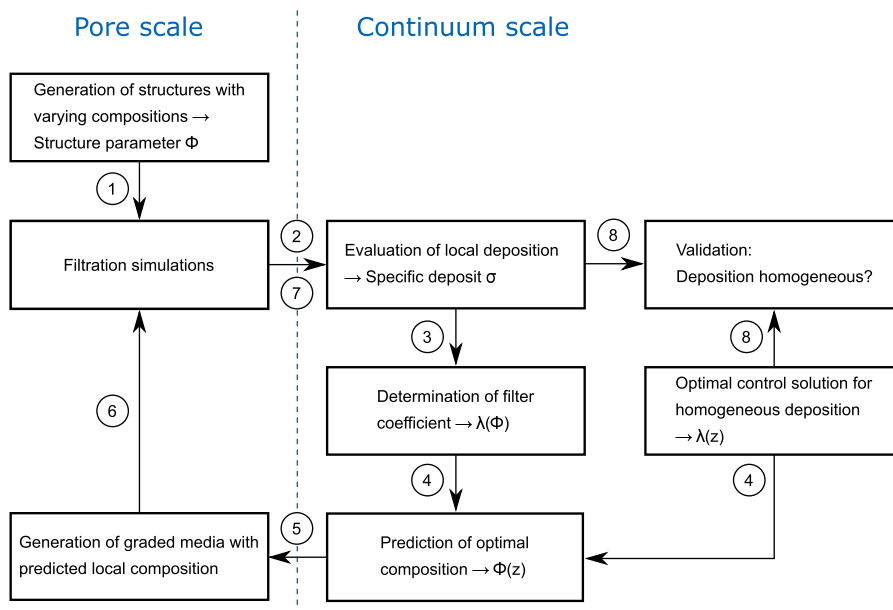 Pore scale
Continuum scale
Generation of structures with
varying compositions →
Structure parameter Φ
1
Filtration simulations
2
7
Evaluation of local deposition
→ Specific deposit σ
8
Validation:
Deposition homogeneous?
3
8
Determination of filter
coefficient → λ(Φ)
Optimal control solution for
homogeneous deposition
→ λ(z)
6
4
4
Generation of graded media with
predicted local composition
5
Prediction of optimal
composition → Φ(z)